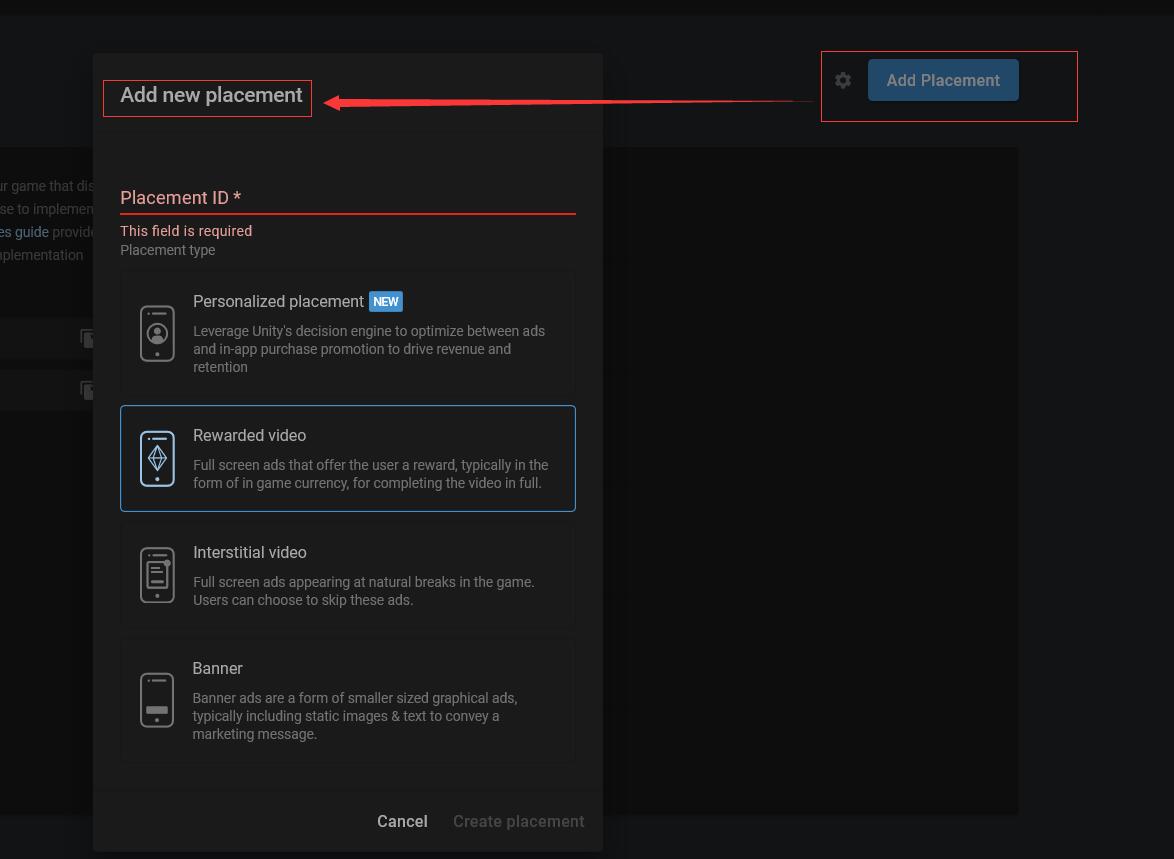 Add new placement
Add Placement
ur game that dis
se to implemen
es guide provide
nplementation
Placement ID *
This field is required
Placement type
Personalized placement NEW
Leverage Unity's decision engine to optimize between ads
and in-app purchase promotion to drive revenue and
retention
Rewarded video
Full screen ads that offer the user a reward, typically in the
form of in game currency, for completing the video in full.
Interstitial video
Full screen ads appearing at natural breaks in the game.
Users can choose to skip these ads.
Banner
Banner ads are a form of smaller sized graphical ads,
typically including static images & text to convey a
marketing message.
Cancel
Create placement